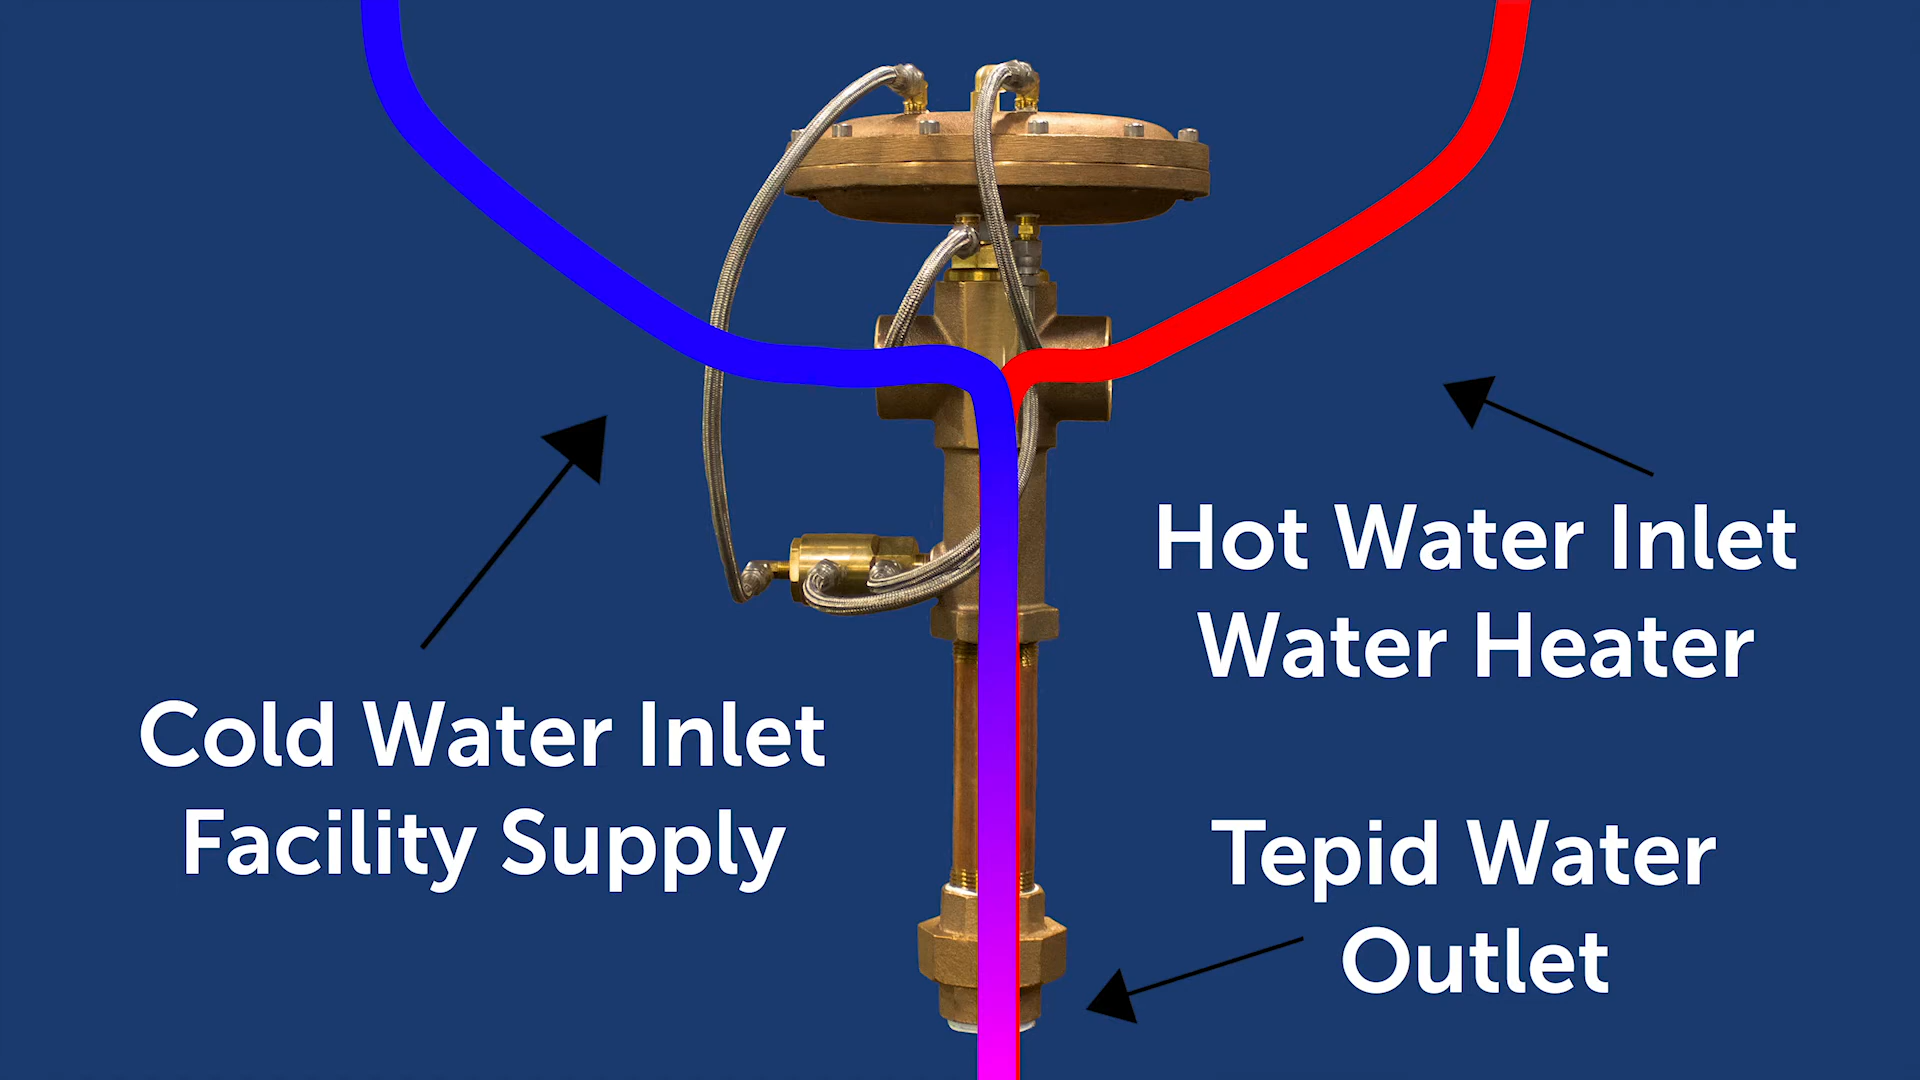 Cold Water Inlet
Facility Supply
Hot Water Inlet
Water Heater
Tepid Water
Outlet